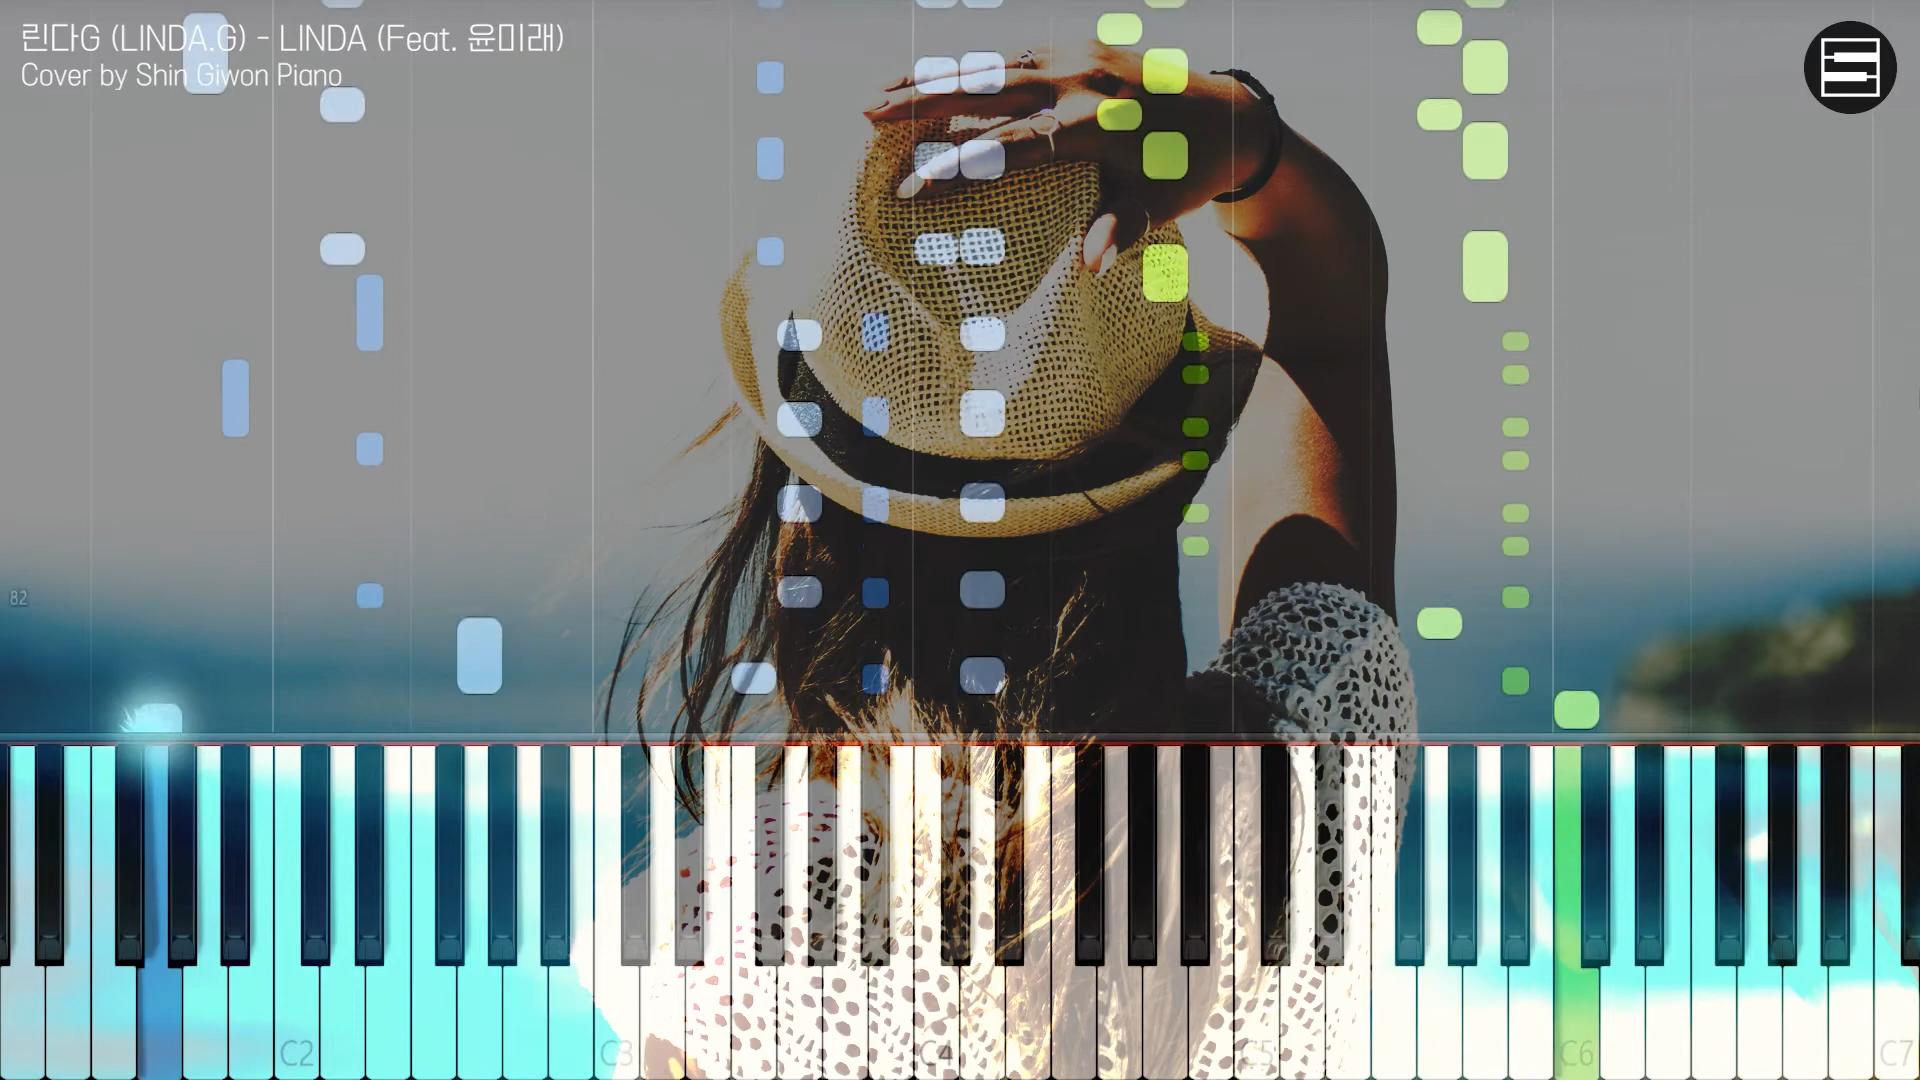 린다G (LINDA.G) - LINDA (Feat. 윤미래)
Cover by Shin Giwon Piano
82
C2
C3
C4
C5
C6
C7